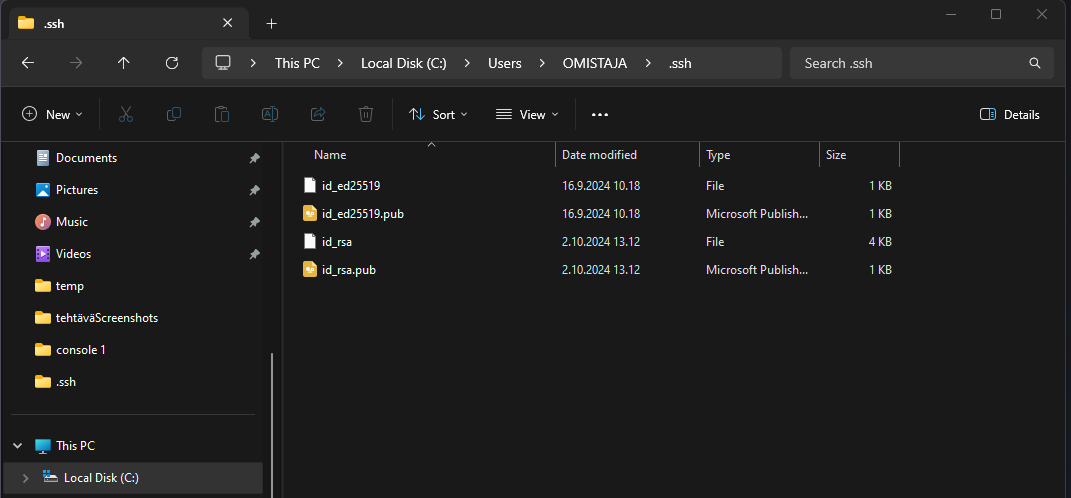 .ssh
This PC > Local Disk (C:) > Users > OMISTAJA > .ssh
Search .ssh
New
Sort
View
Details
Documents
Pictures
Music
Videos
temp
tehtäväScreenshots
console 1
.ssh
This PC
Local Disk (C:)
Name Date modified Type Size
id_ed25519 16.9.2024 10.18 File 1 KB
id_ed25519.pub 16.9.2024 10.18 Microsoft Publish... 1 KB
id_rsa 2.10.2024 13.12 File 4 KB
id_rsa.pub 2.10.2024 13.12 Microsoft Publish... 1 KB